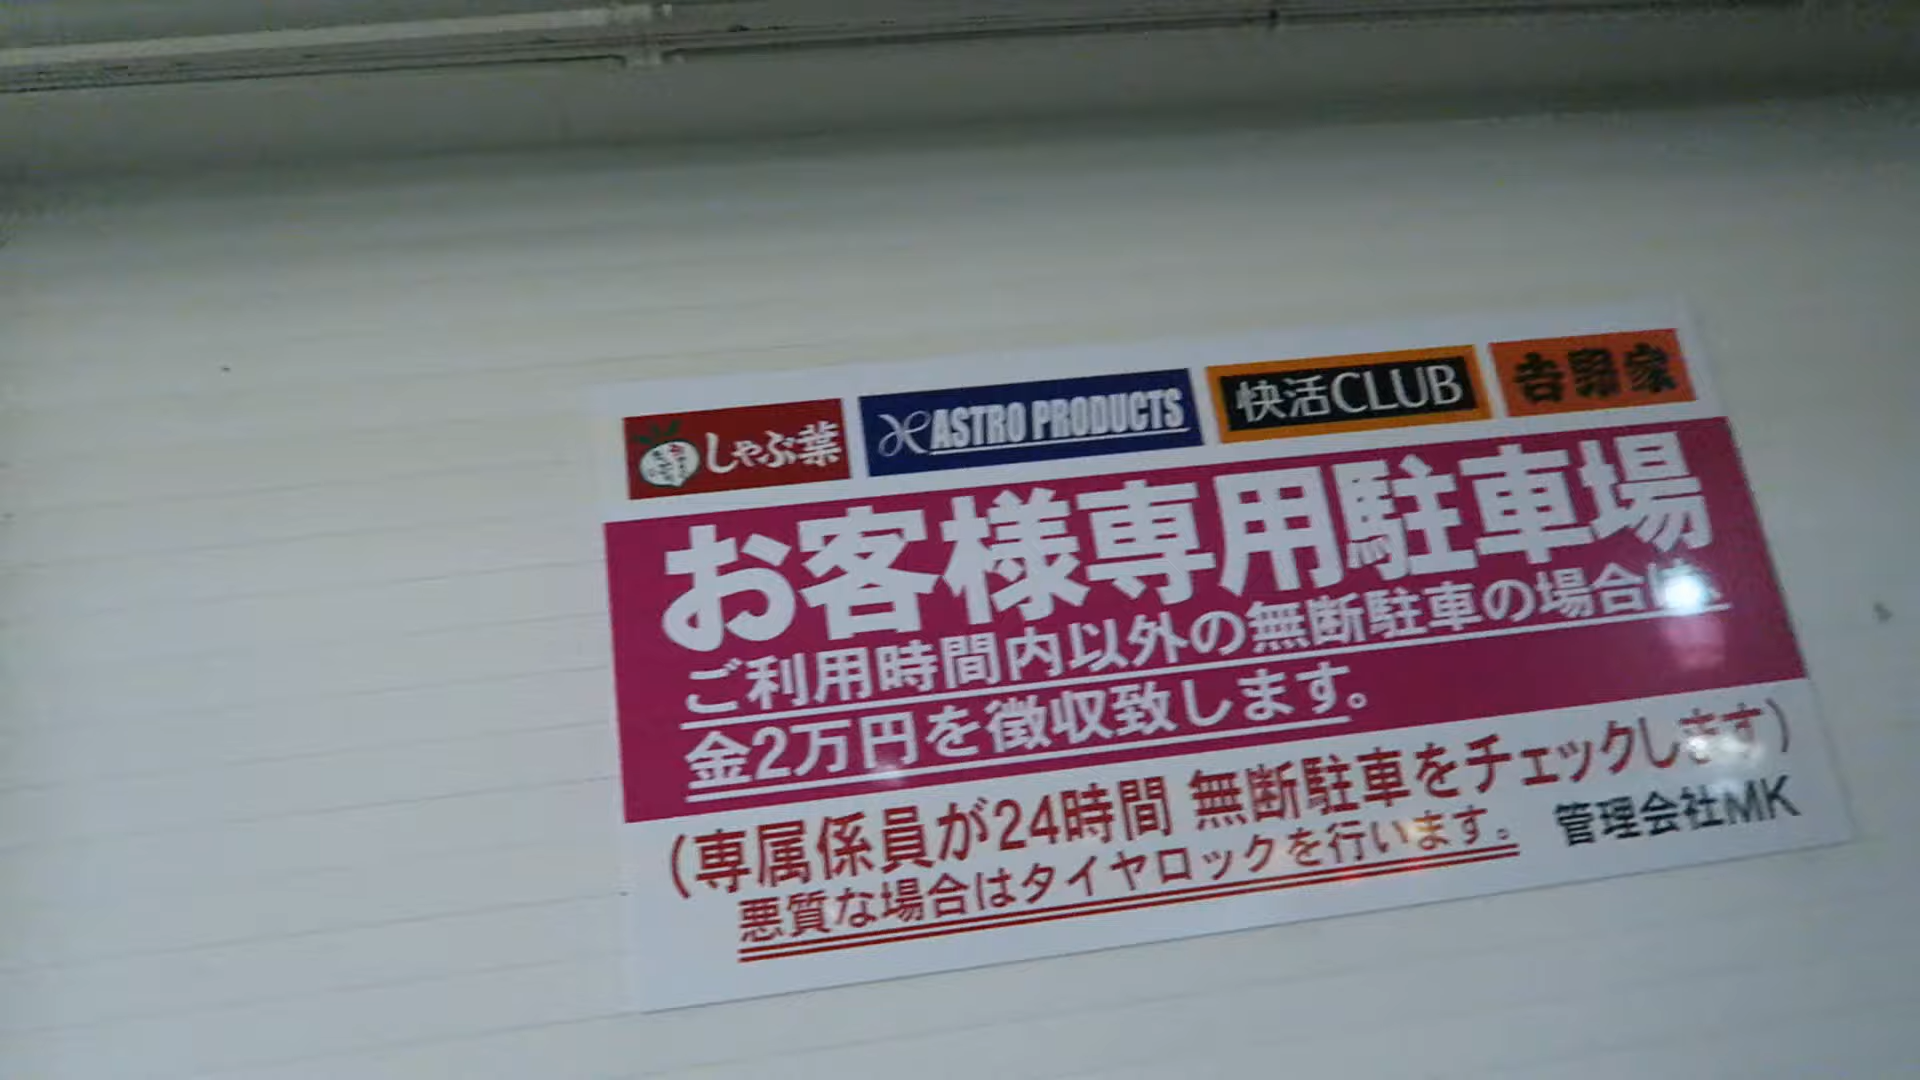 しゃぶ葉 ASTRO PRODUCTS 快活CLUB 吉野家
お客様専用駐車場
ご利用時間内以外の無断駐車の場合は、
金2万円を徴収致します。
(専属係員が24時間 無断駐車をチェックします)
悪質な場合はタイヤロックを行います。 管理会社MK